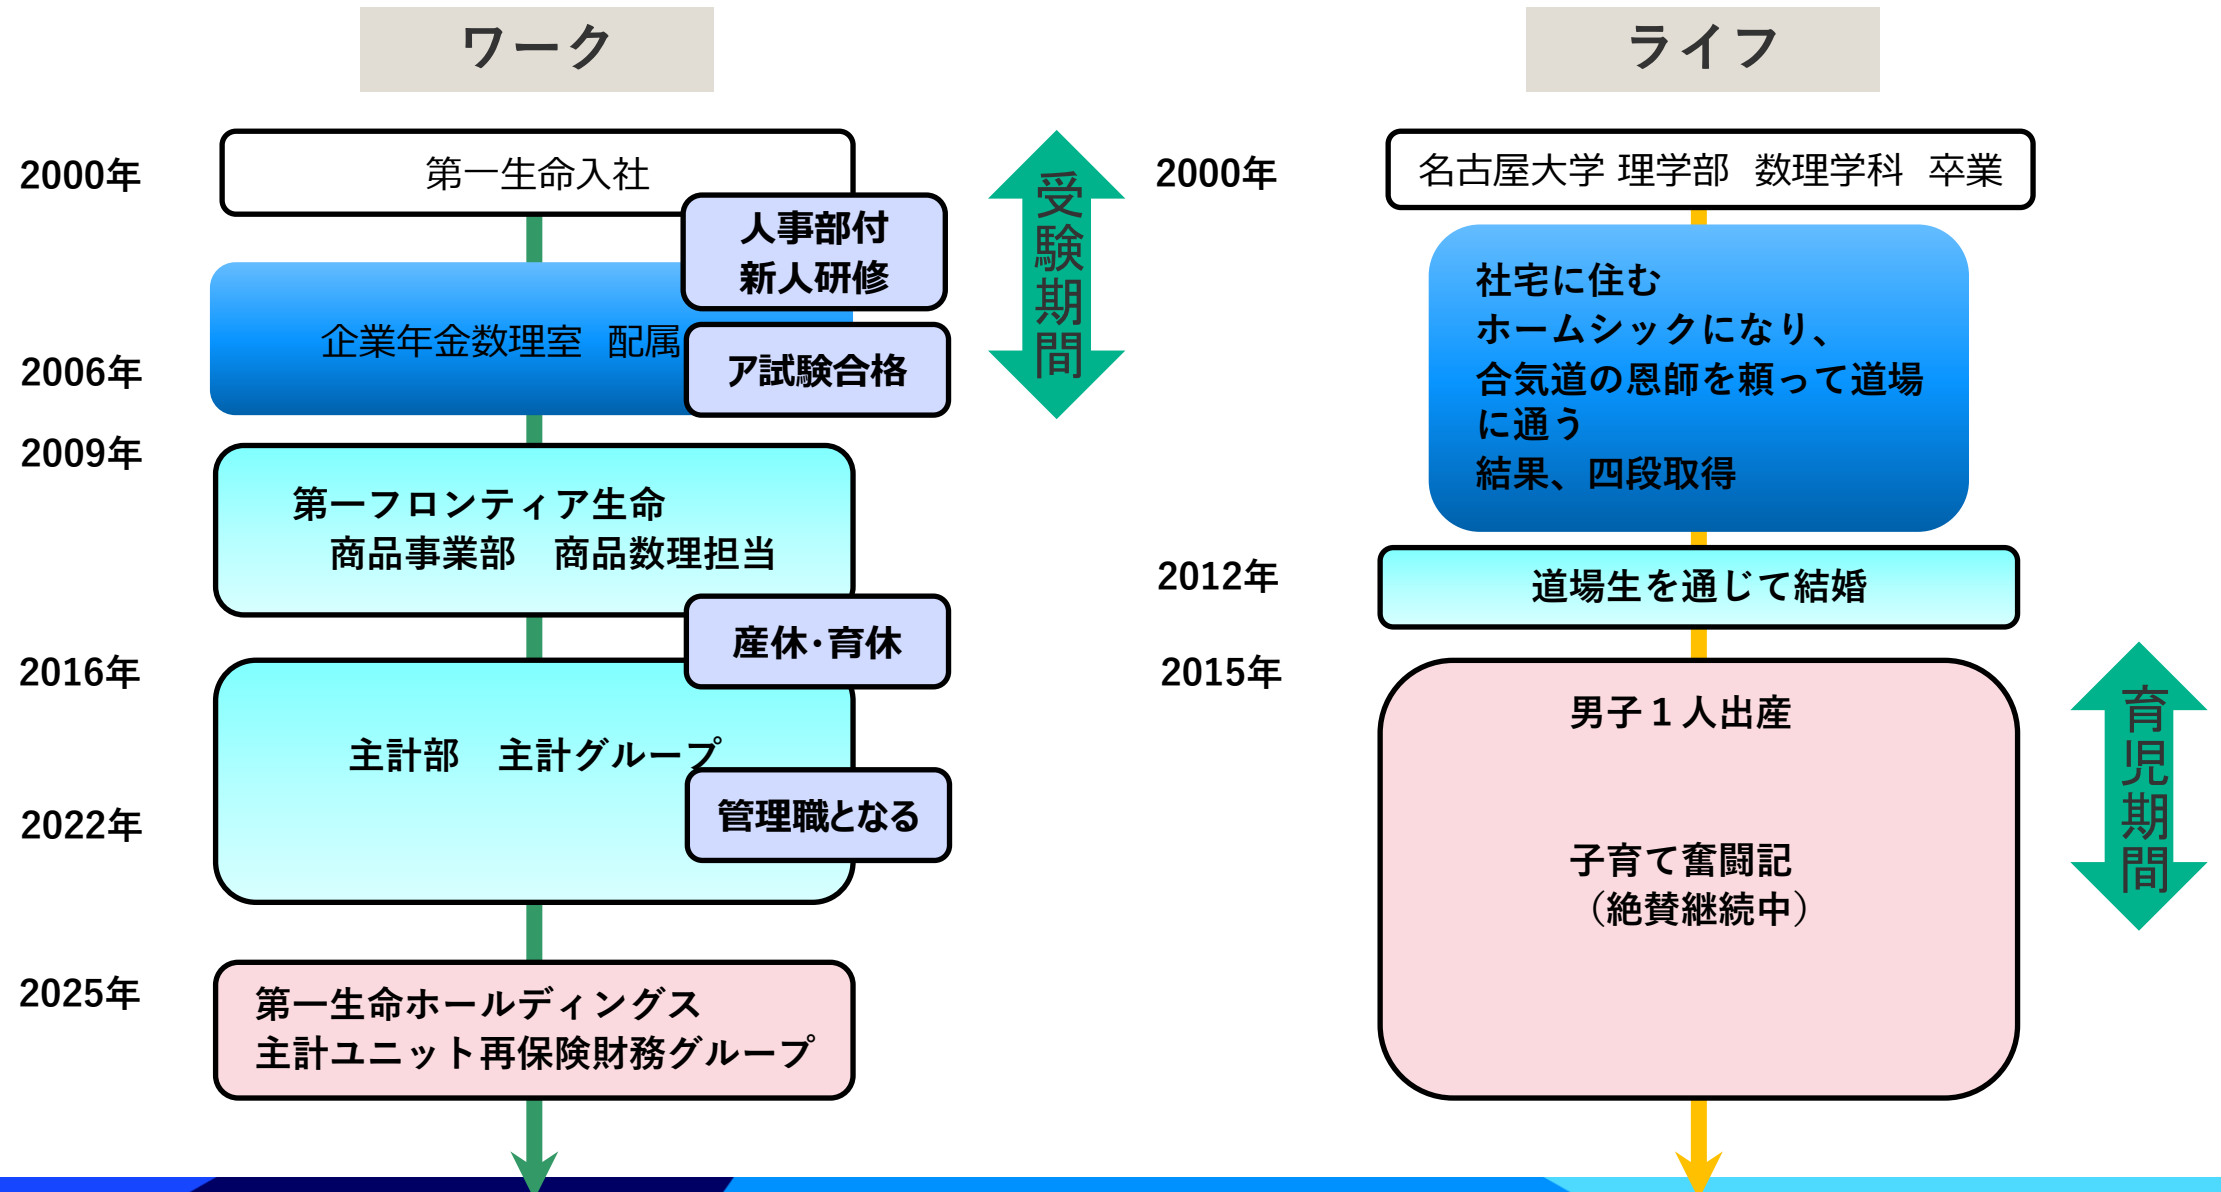 ワーク
2000年
第一生命入社
人事部付
新人研修
企業年金数理室 配属
2006年
ア試験合格
受験期間
2009年
第一フロンティア生命
商品事業部 商品数理担当
産休・育休
2016年
主計部 主計グループ
2022年
管理職となる
2025年
第一生命ホールディングス
主計ユニット再保険財務グループ
ライフ
2000年
名古屋大学 理学部 数理学科 卒業
社宅に住む
ホームシックになり、
合気道の恩師を頼って道場
に通う
結果、四段取得
2012年
道場生を通じて結婚
2015年
男子１人出産
子育て奮闘記
（絶賛継続中）
育児期間